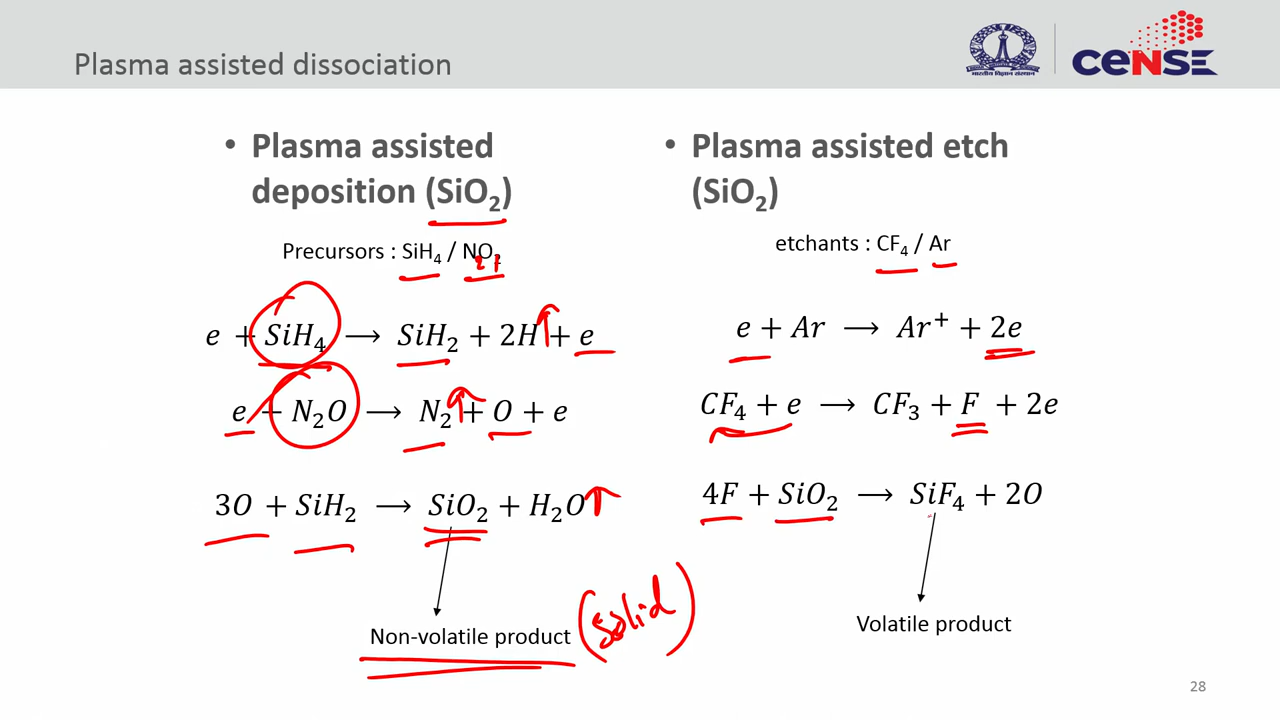 Plasma assisted dissociation
भारतीय विज्ञान संस्थान
CeNSE
• Plasma assisted
deposition (SiO₂)
Precursors : SiH₄ / NO₂
e + SiH₄ ⟶ SiH₂ + 2H + e
e + N₂O ⟶ N₂ + O + e
3O + SiH₂ ⟶ SiO₂ + H₂O
Non-volatile product
(solid)
• Plasma assisted etch
(SiO₂)
etchants : CF₄ / Ar
e + Ar ⟶ Ar⁺ + 2e
CF₄ + e ⟶ CF₃ + F + 2e
4F + SiO₂ ⟶ SiF₄ + 2O
Volatile product
28